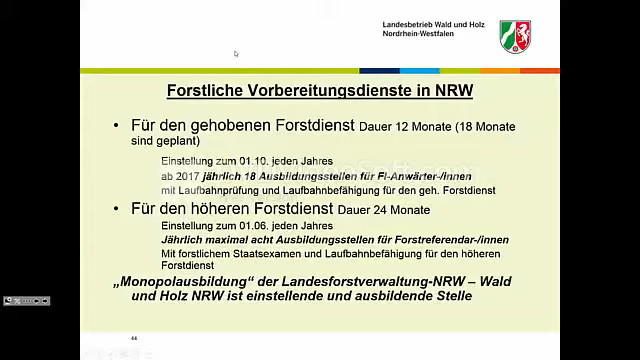 Landesbetrieb Wald und Holz
Nordrhein-Westfalen
Forstliche Vorbereitungsdienste in NRW
• Für den gehobenen Forstdienst Dauer 12 Monate (18 Monate
sind geplant)
Einstellung zum 01.10. jeden Jahres
ab 2017 jährlich 18 Ausbildungsstellen für FI-Anwärter-/innen
mit Laufbahnprüfung und Laufbahnbefähigung für den geh. Forstdienst
• Für den höheren Forstdienst Dauer 24 Monate
Einstellung zum 01.06. jeden Jahres
Jährlich maximal acht Ausbildungsstellen für Forstreferendar-/innen
Mit forstlichem Staatsexamen und Laufbahnbefähigung für den höheren
Forstdienst
„Monopolausbildung“ der Landesforstverwaltung-NRW – Wald
und Holz NRW ist einstellende und ausbildende Stelle
44